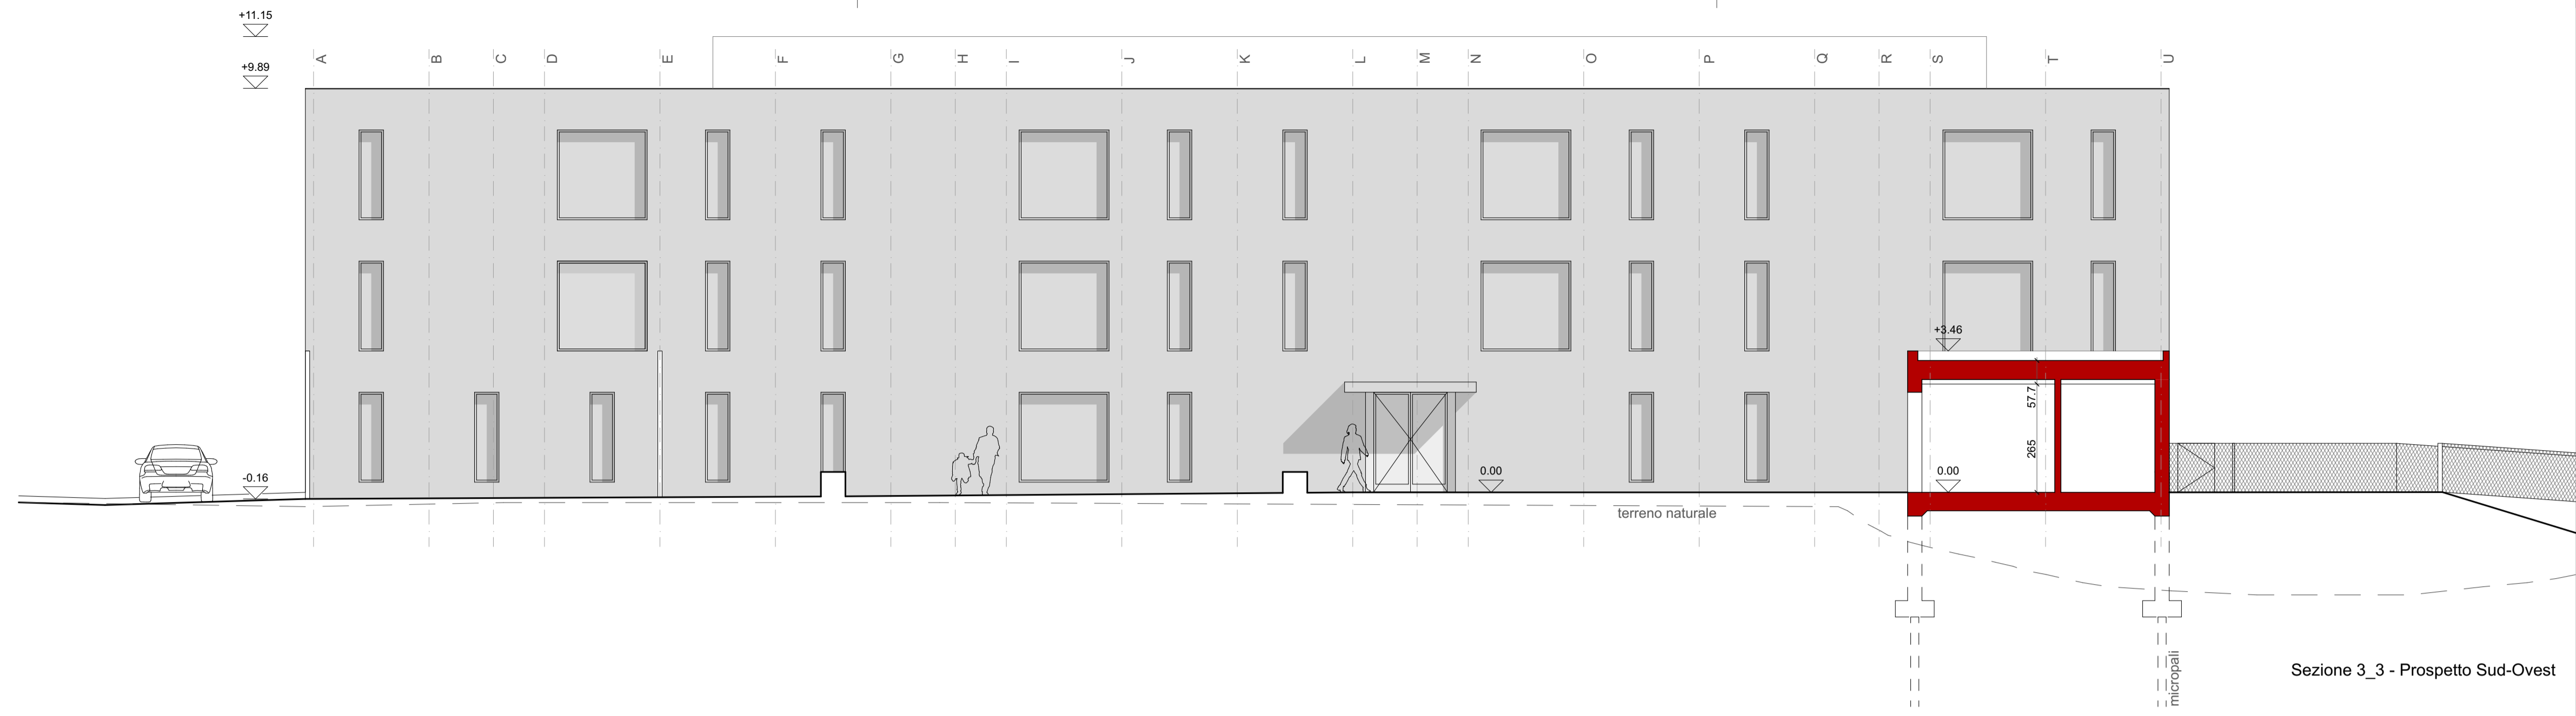 +11.15
+9.89
A B C D E F G H I J K L M N O P Q R S T U
+3.46
57.7
265
-0.16
0.00
0.00
terreno naturale
micropali
Sezione 3_3 - Prospetto Sud-Ovest